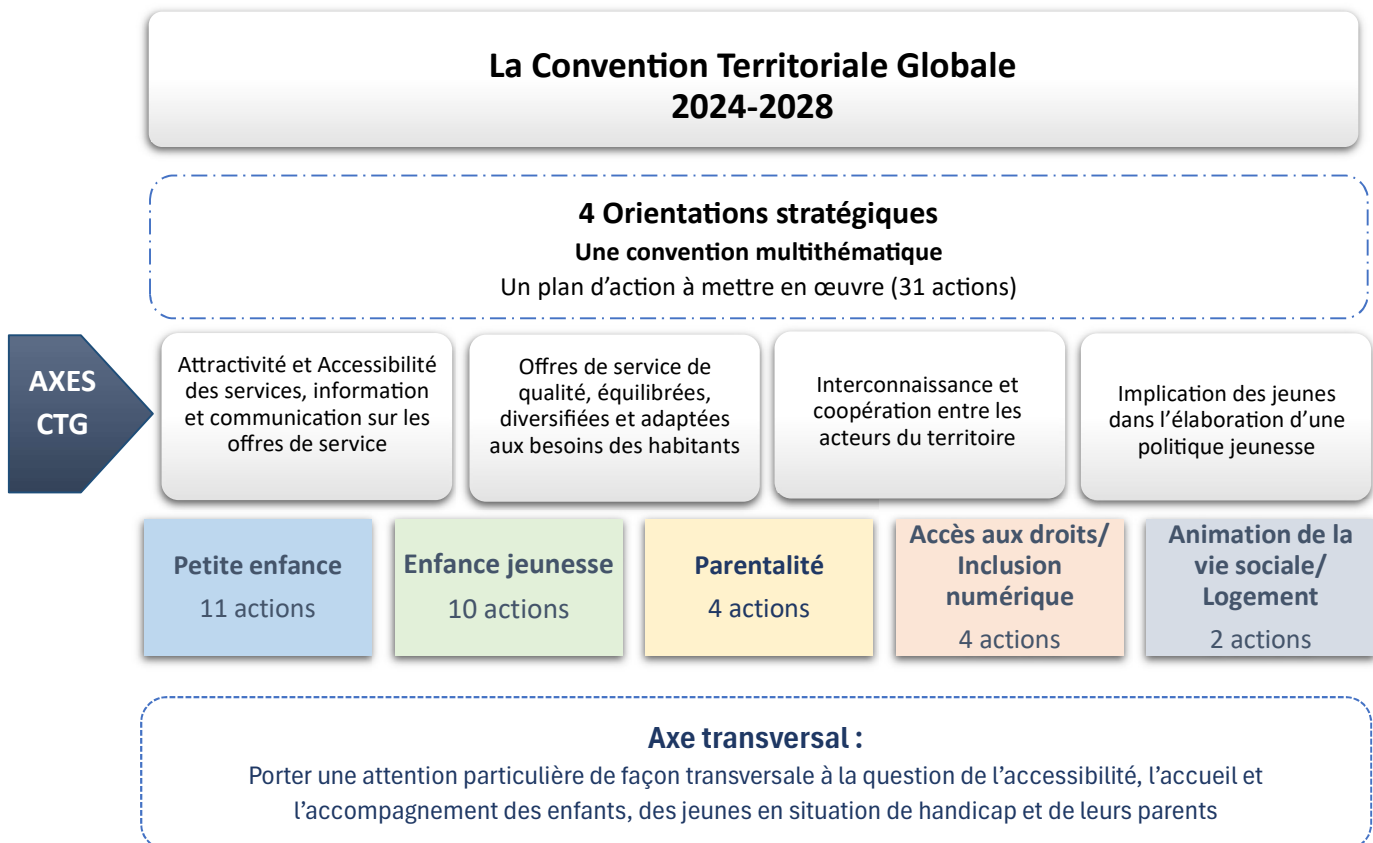 La Convention Territoriale Globale
2024-2028
4 Orientations stratégiques
Une convention multithématique
Un plan d’action à mettre en œuvre (31 actions)
AXES
CTG
Attractivité et Accessibilité
des services, information
et communication sur les
offres de service
Offres de service de
qualité, équilibrées,
diversifiées et adaptées
aux besoins des habitants
Interconnaissance et
coopération entre les
acteurs du territoire
Implication des jeunes
dans l’élaboration d’une
politique jeunesse
Petite enfance
11 actions
Enfance jeunesse
10 actions
Parentalité
4 actions
Accès aux droits/
Inclusion
numérique
4 actions
Animation de la
vie sociale/
Logement
2 actions
Axe transversal :
Porter une attention particulière de façon transversale à la question de l’accessibilité, l’accueil et
l’accompagnement des enfants, des jeunes en situation de handicap et de leurs parents